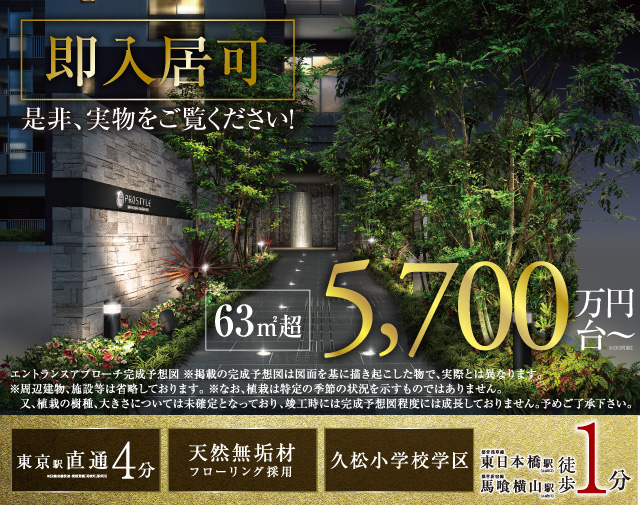 即入居可
是非、実物をご覧ください!
PROSTYLE
63㎡超
5,700万円台〜
エントランスアプローチ完成予想図 ※掲載の完成予想図は図面を基に描き起こした物で、実際とは異なります。
※周辺建物、施設等は省略しております。 ※なお、植栽は特定の季節の状況を示すものではありません。
又、植栽の樹種、大きさについては未確定となっており、竣工時には完成予想図程度には成長しておりません。予めご了承下さい。
東京駅直通4分
天然無垢材
フローリング採用
久松小学校学区
東日本橋駅
馬喰横山駅
徒歩1分